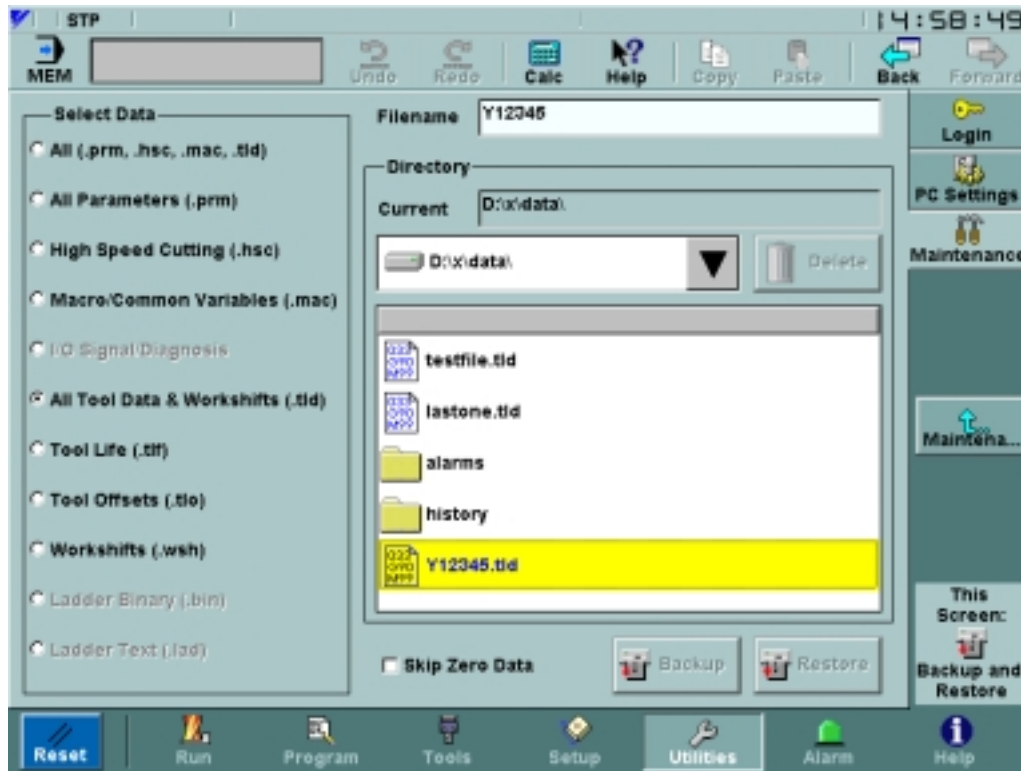 STP
14:58:49
MEM
Undo
Redo
Calc
Help
Copy
Paste
Back
Forward
Select Data
All (.prm, .hsc, .mac, .tld)
All Parameters (.prm)
High Speed Cutting (.hsc)
Macro/Common Variables (.mac)
I/O Signal/Diagnosis
All Tool Data & Workshifts (.tld)
Tool Life (.tlf)
Tool Offsets (.tlo)
Workshifts (.wsh)
Ladder Binary (.bin)
Ladder Text (.lad)
Filename Y12345
Directory
Current D:\x\data\
D:\x\data\
Delete
testfile.tld
lastone.tld
alarms
history
Y12345.tld
Skip Zero Data
Backup
Restore
Login
PC Settings
Maintenance
Maintena...
This
Screen:
Backup and
Restore
Reset
Run
Program
Tools
Setup
Utilities
Alarm
Help